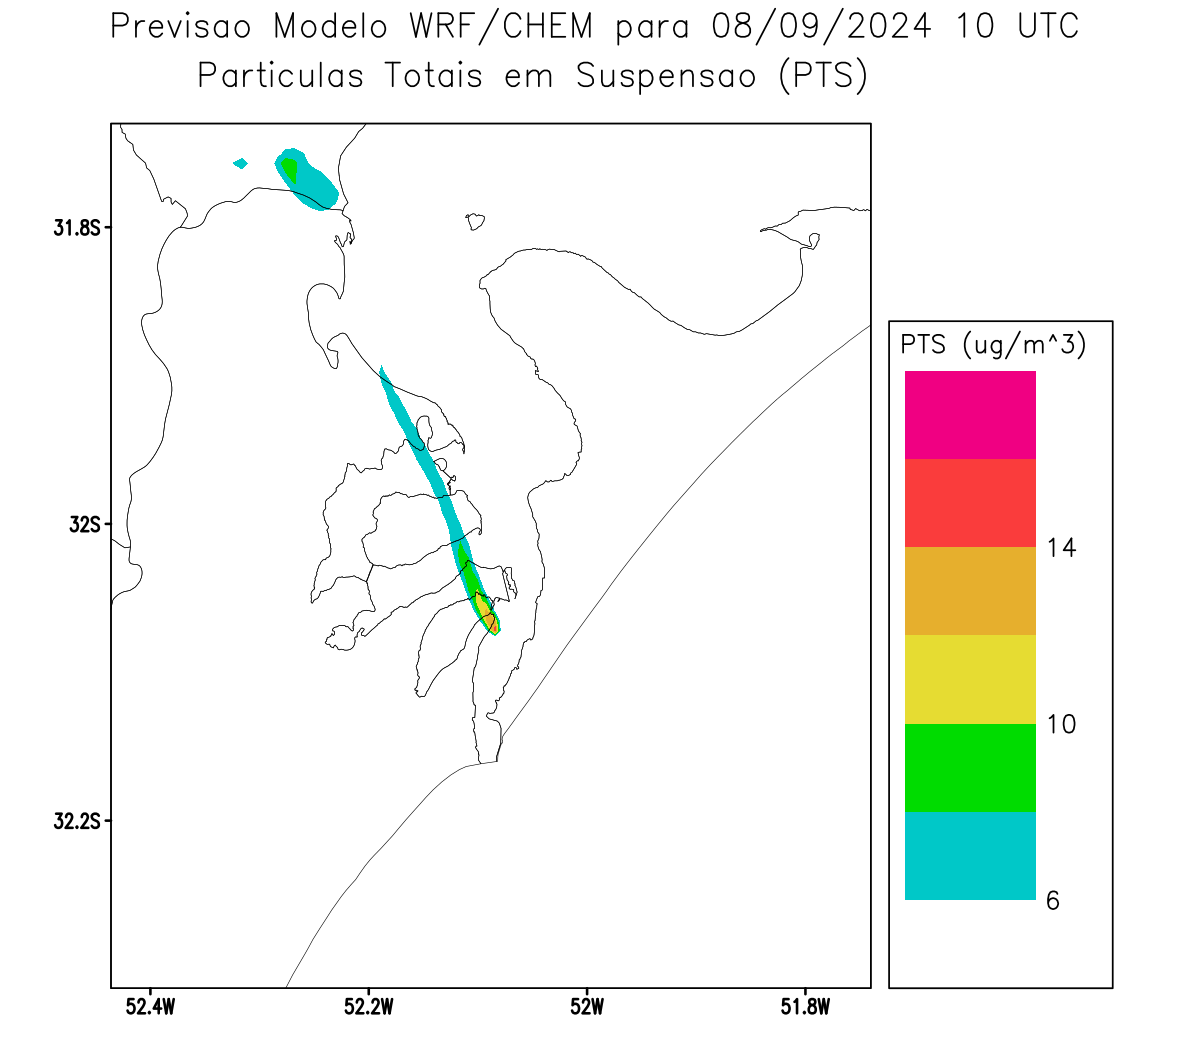 Previsao Modelo WRF/CHEM para 08/09/2024 10 UTC
Particulas Totais em Suspensao (PTS)
31.8S
32S
32.2S
52.4W
52.2W
52W
51.8W
PTS (ug/m^3)
14
10
6